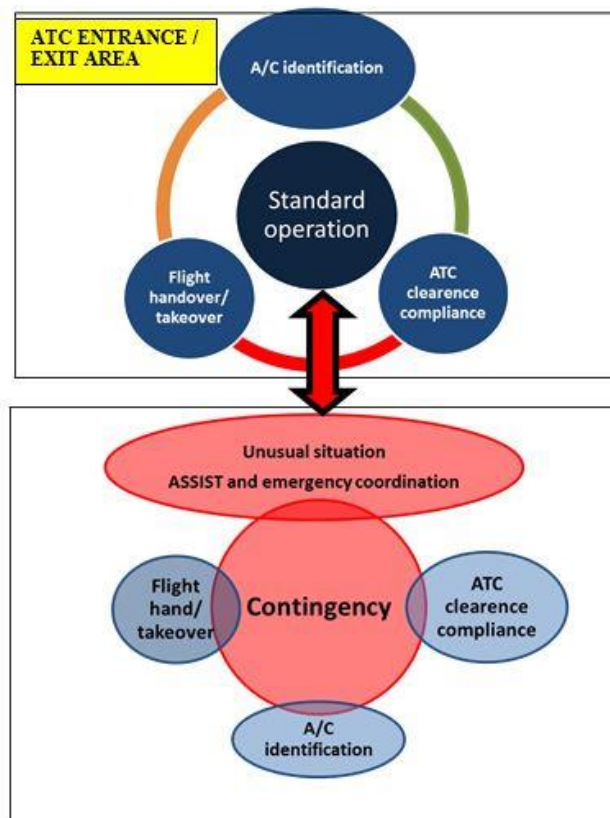 ATC ENTRANCE /
EXIT AREA
A/C identification
Standard
operation
Flight
handover/
takeover
ATC
clearence
compliance
Unusual situation
ASSIST and emergency coordination
Flight
hand/
takeover
Contingency
ATC
clearence
compliance
A/C
identification